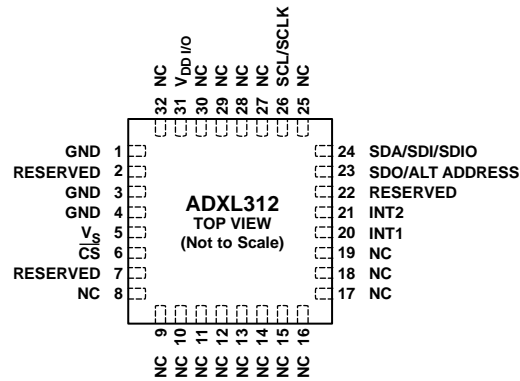 32 NC
31 VDD I/O
30 NC
29 NC
28 NC
27 NC
26 SCL/SCLK
25 NC
GND 1
RESERVED 2
GND 3
GND 4
VS 5
CS 6
RESERVED 7
NC 8
ADXL312
TOP VIEW
(Not to Scale)
24 SDA/SDI/SDIO
23 SDO/ALT ADDRESS
22 RESERVED
21 INT2
20 INT1
19 NC
18 NC
17 NC
NC 9
NC 10
NC 11
NC 12
NC 13
NC 14
NC 15
NC 16